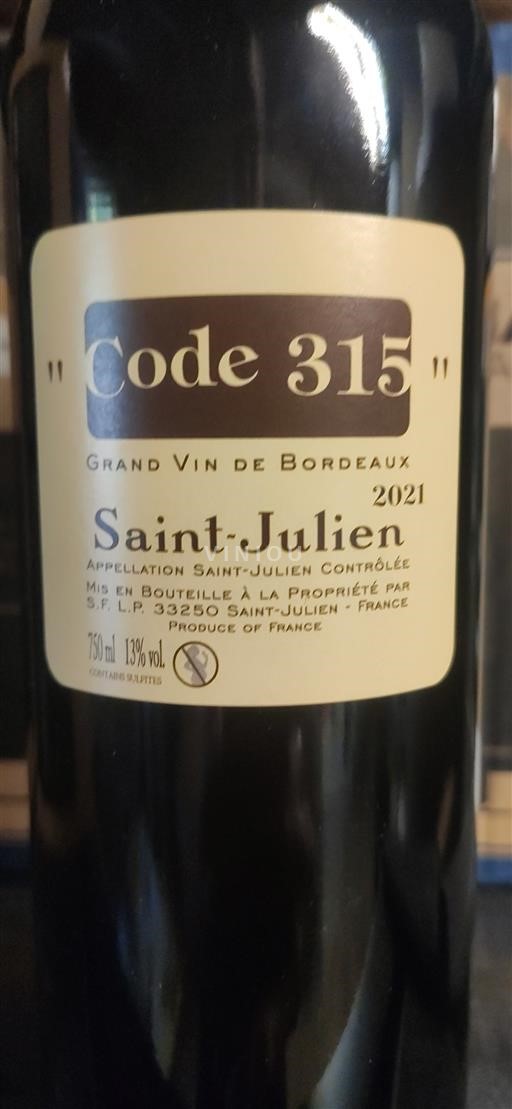 " Code 315 "
GRAND VIN DE BORDEAUX
2021
Saint-Julien
VINIOU
APPELLATION SAINT-JULIEN CONTRÔLÉE
MIS EN BOUTEILLE À LA PROPRIÉTÉ PAR
S.F. L.P. 33250 SAINT-JULIEN - FRANCE
PRODUCE OF FRANCE
750 ml 13% vol.
CONTAINS SULFITES